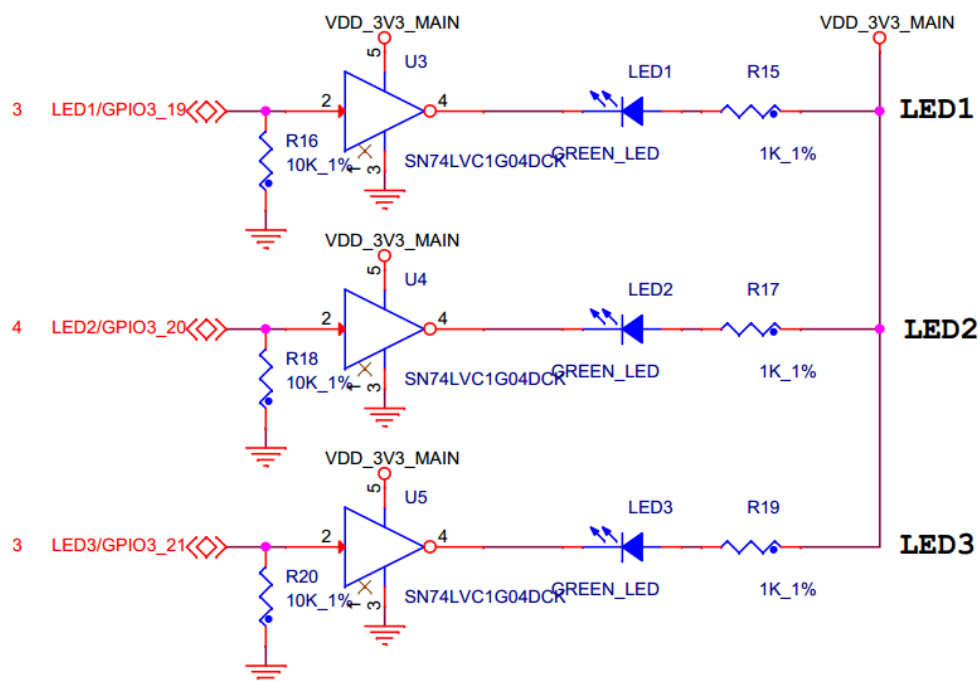 VDD_3V3_MAIN
VDD_3V3_MAIN
5
U3
LED1
R15
3 LED1/GPIO3_19
2
4
LED1
R16
10K_1%
1
3
SN74LVC1G04DCK
GREEN_LED
1K_1%
VDD_3V3_MAIN
5
U4
LED2
R17
4 LED2/GPIO3_20
2
4
LED2
R18
10K_1%
1
3
SN74LVC1G04DCK
GREEN_LED
1K_1%
VDD_3V3_MAIN
5
U5
LED3
R19
3 LED3/GPIO3_21
2
4
LED3
R20
10K_1%
1
3
SN74LVC1G04DCK
GREEN_LED
1K_1%